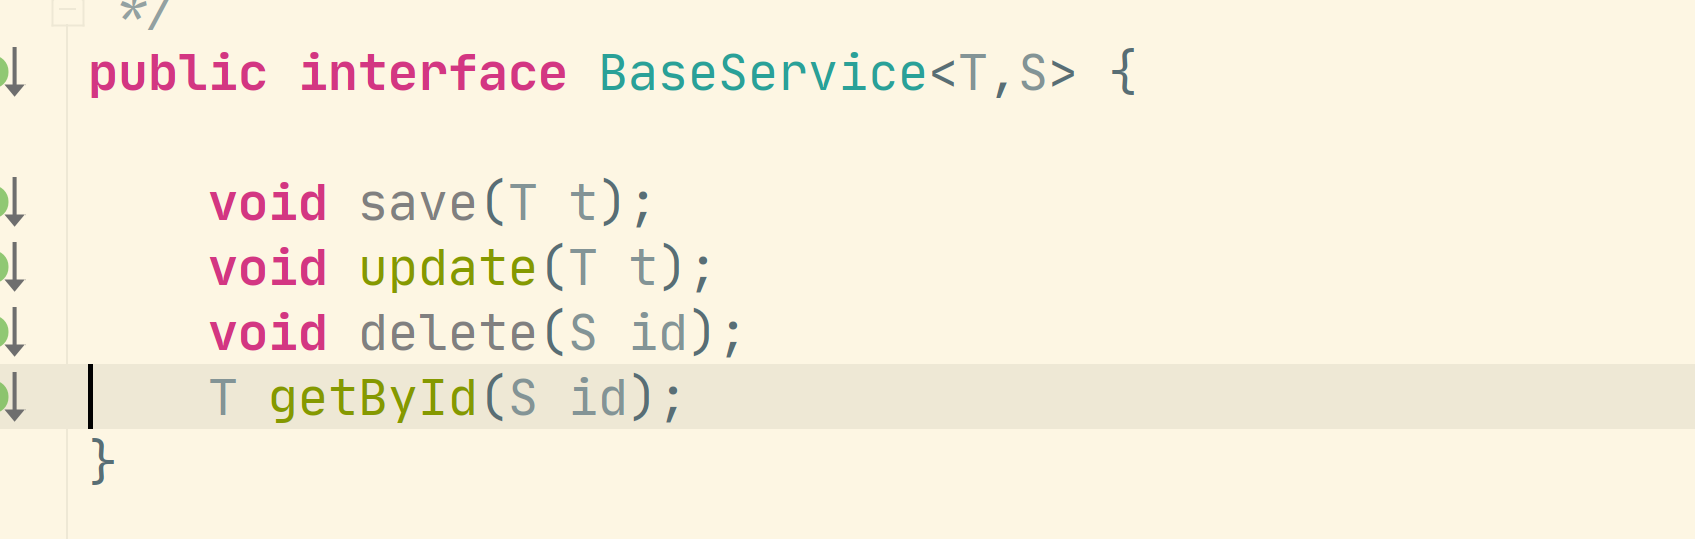 */
public interface BaseService<T,S> {
void save(T t);
void update(T t);
void delete(S id);
T getById(S id);
}